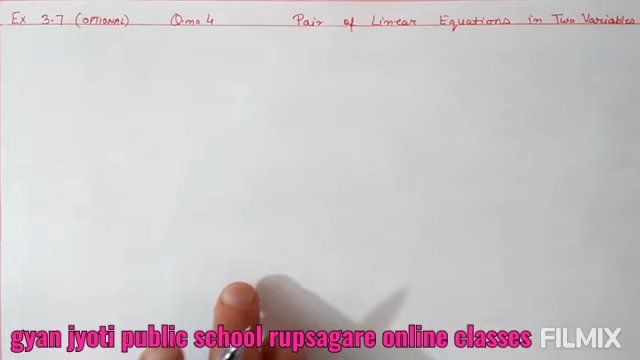 Ex 3.7 (OPTIONAL) Q.no 4 Pair of Linear Equations in Two Variables
gyan jyoti public school rupsagare online classes FILMIX